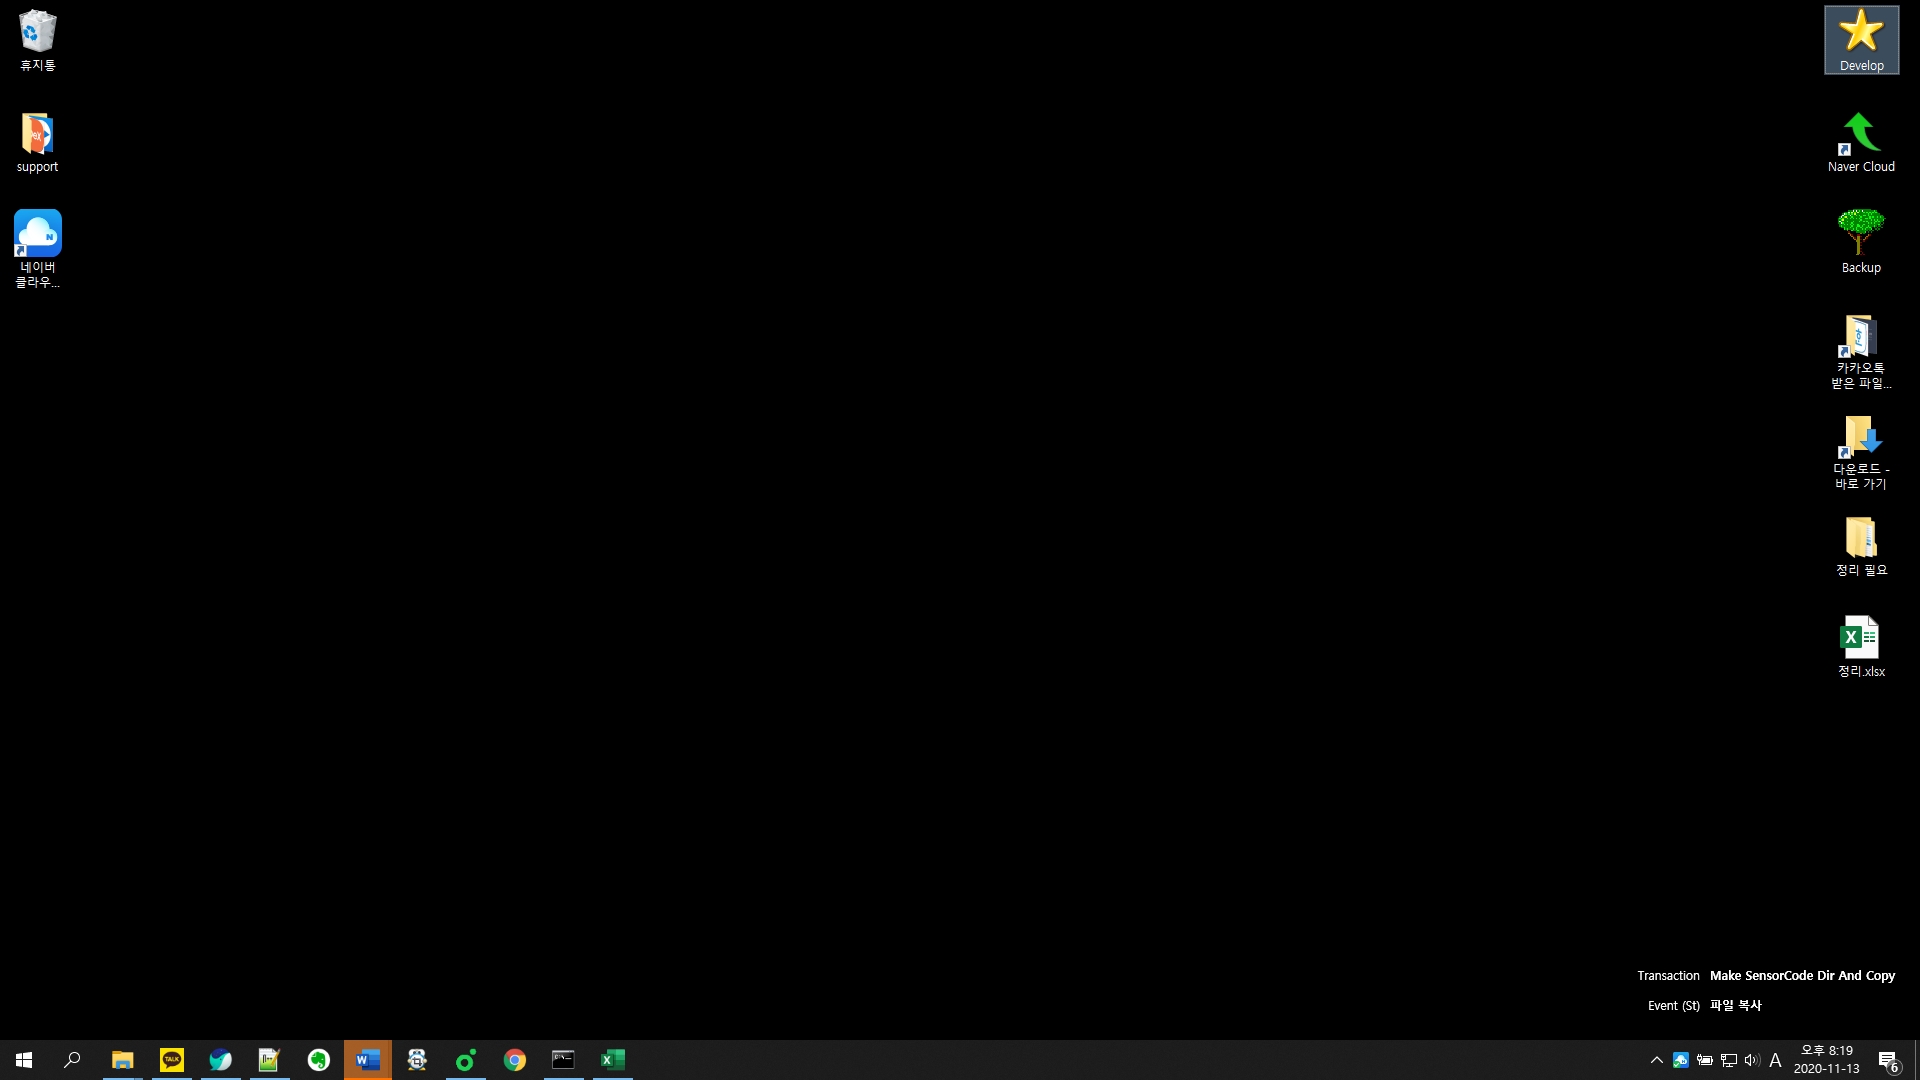 휴지통
support
네이버
클라우...
Develop
Naver Cloud
Backup
카카오톡
받은 파일...
다운로드 -
바로 가기
정리 필요
정리.xlsx
Transaction Make SensorCode Dir And Copy
Event (St) 파일 복사
TALK
A
오후 8:19
2020-11-13
6